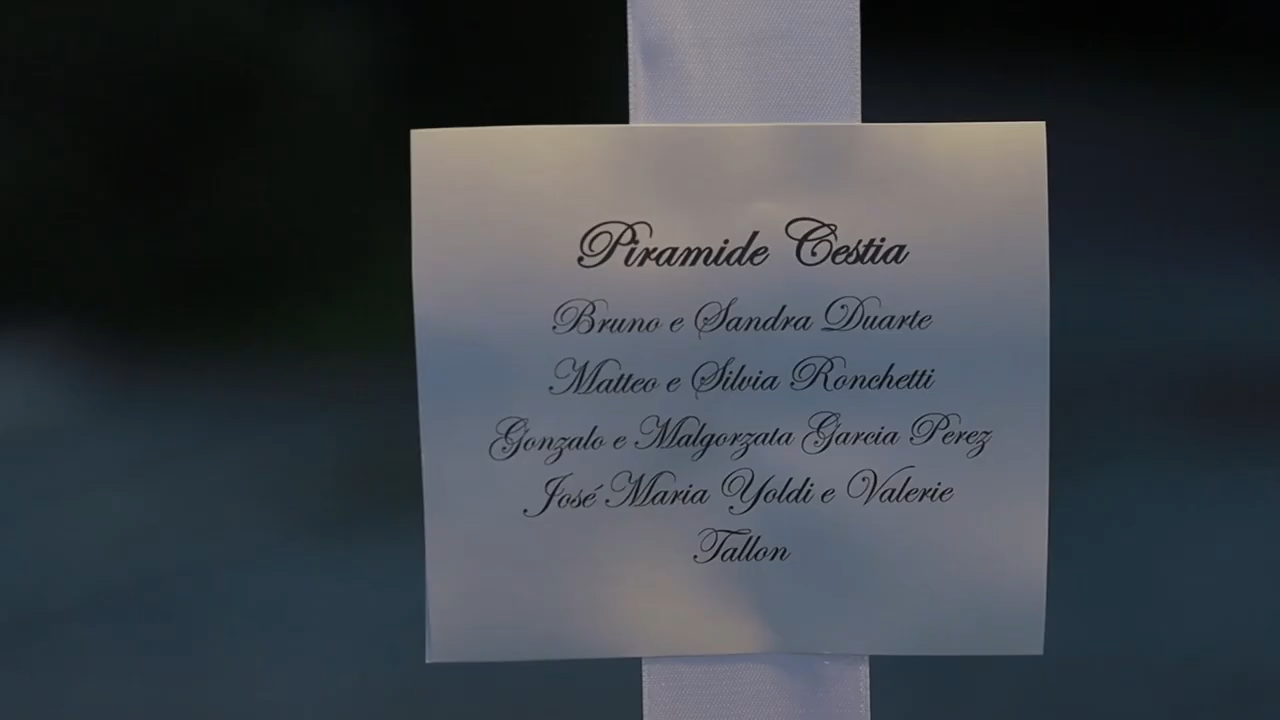 Piramide Cestia
Bruno e Sandra Duarte
Matteo e Silvia Ronchetti
Gonzalo e Malgorzata Garcia Perez
José Maria Yoldi e Valerie
Tallon